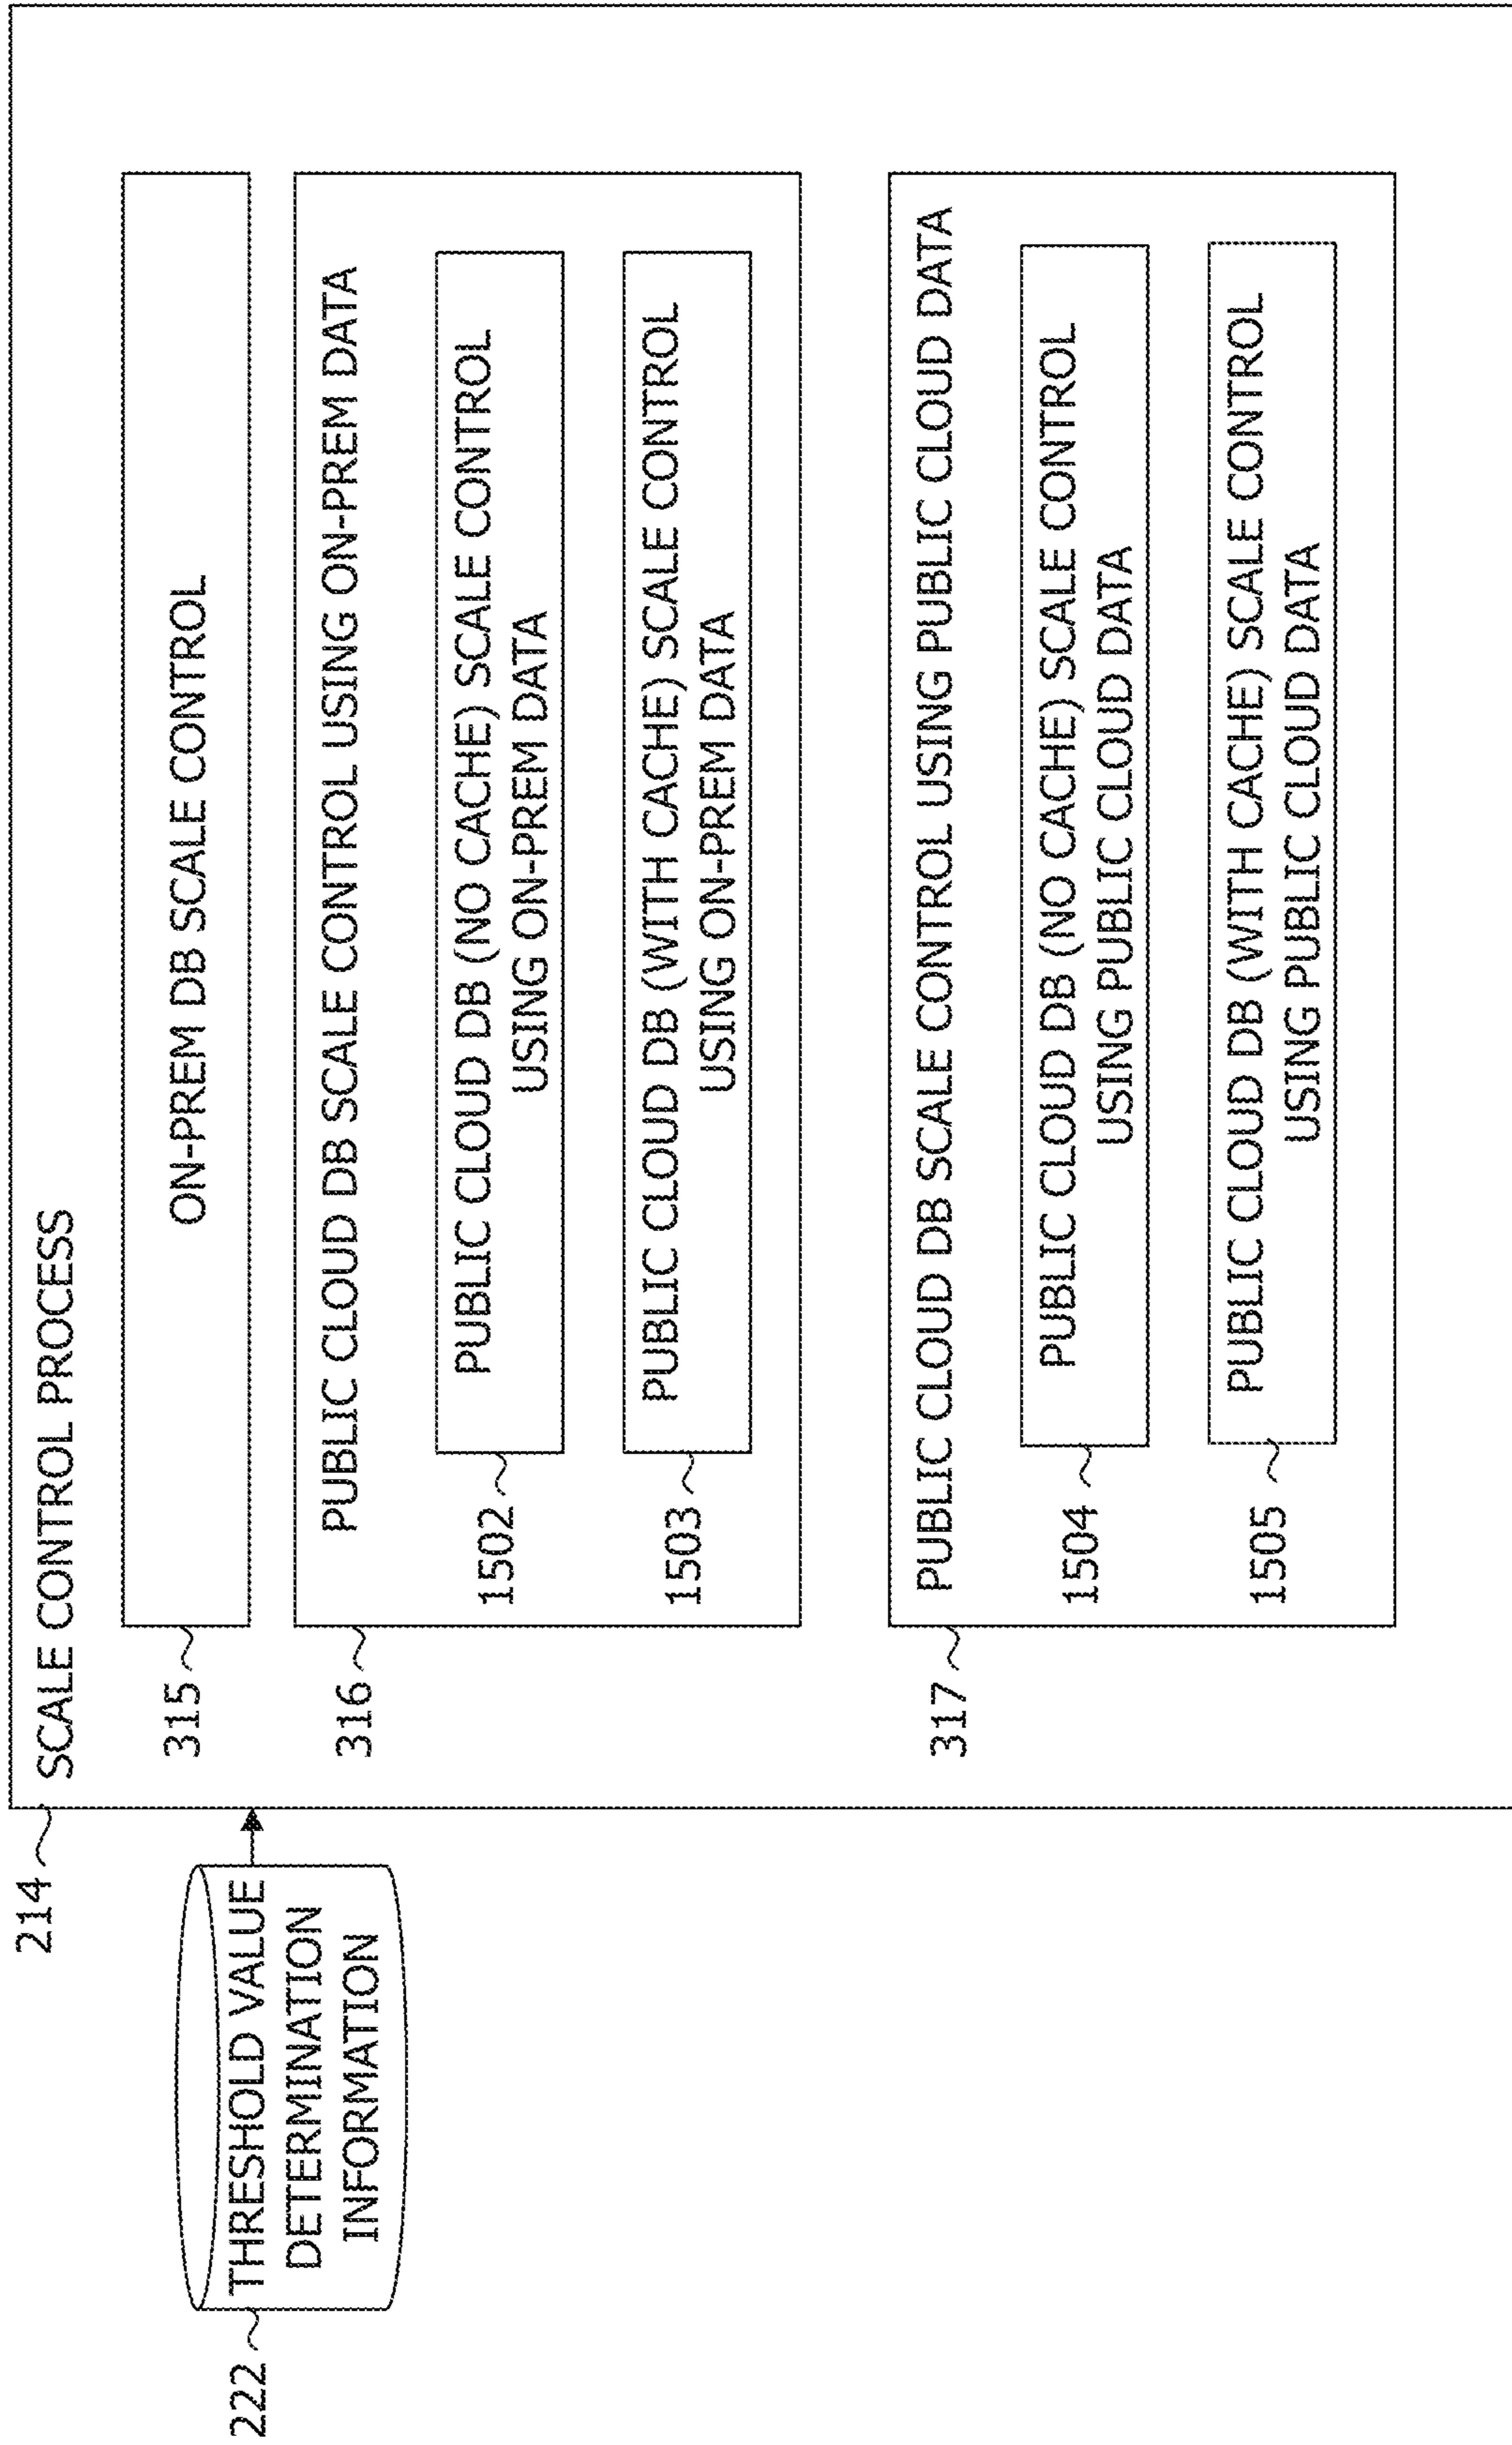 214
SCALE CONTROL PROCESS
222
THRESHOLD VALUE
DETERMINATION
INFORMATION
315
ON-PREM DB SCALE CONTROL
316
PUBLIC CLOUD DB SCALE CONTROL USING ON-PREM DATA
1502
PUBLIC CLOUD DB (NO CACHE) SCALE CONTROL
USING ON-PREM DATA
1503
PUBLIC CLOUD DB (WITH CACHE) SCALE CONTROL
USING ON-PREM DATA
317
PUBLIC CLOUD DB SCALE CONTROL USING PUBLIC CLOUD DATA
1504
PUBLIC CLOUD DB (NO CACHE) SCALE CONTROL
USING PUBLIC CLOUD DATA
1505
PUBLIC CLOUD DB (WITH CACHE) SCALE CONTROL
USING PUBLIC CLOUD DATA